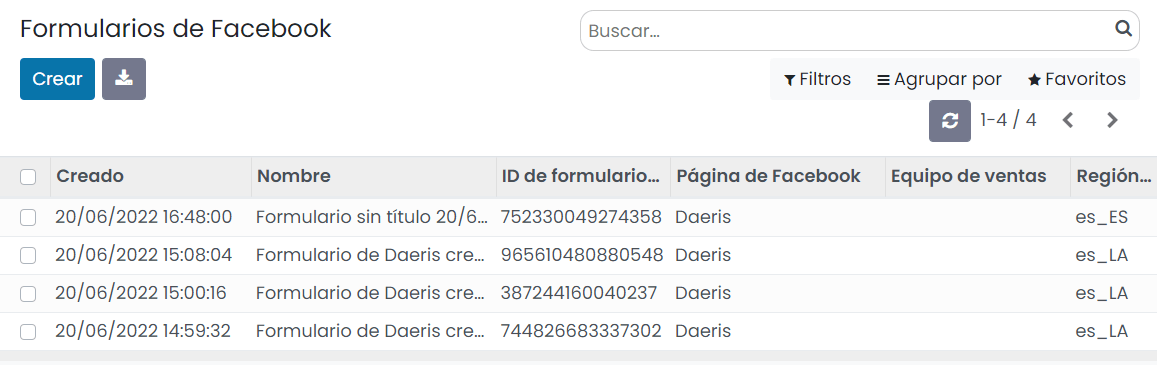 Formularios de Facebook
Buscar...
Crear
Filtros Agrupar por Favoritos
1-4 / 4
Creado Nombre ID de formulario... Página de Facebook Equipo de ventas Región...
20/06/2022 16:48:00 Formulario sin título 20/6... 752330049274358 Daeris es_ES
20/06/2022 15:08:04 Formulario de Daeris cre... 965610480880548 Daeris es_LA
20/06/2022 15:00:16 Formulario de Daeris cre... 387244160040237 Daeris es_LA
20/06/2022 14:59:32 Formulario de Daeris cre... 744826683337302 Daeris es_LA